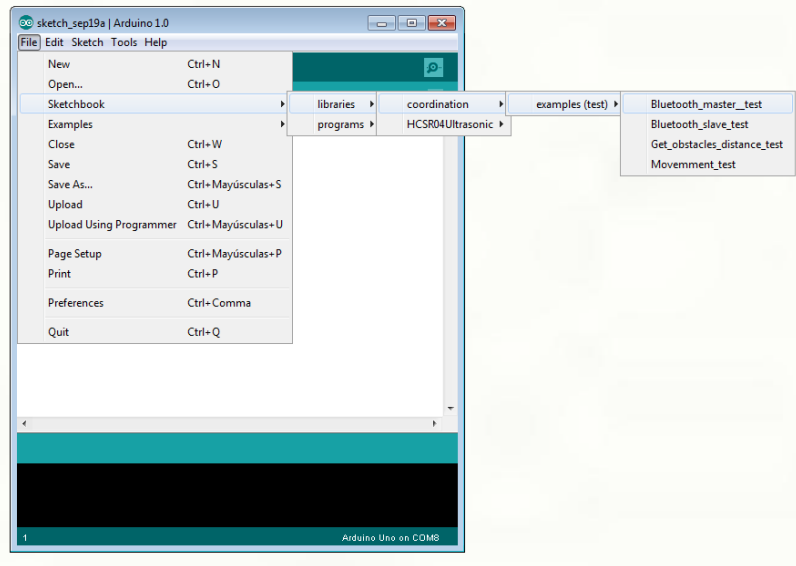 sketch_sep19a | Arduino 1.0
File Edit Sketch Tools Help
New Ctrl+N
Open... Ctrl+O
Sketchbook libraries coordination examples (test) Bluetooth_master__test
Examples programs HCSR04Ultrasonic Bluetooth_slave_test
Close Ctrl+W Get_obstacles_distance_test
Save Ctrl+S Movemment_test
Save As... Ctrl+Mayúsculas+S
Upload Ctrl+U
Upload Using Programmer Ctrl+Mayúsculas+U
Page Setup Ctrl+Mayúsculas+P
Print Ctrl+P
Preferences Ctrl+Comma
Quit Ctrl+Q
1 Arduino Uno on COM8